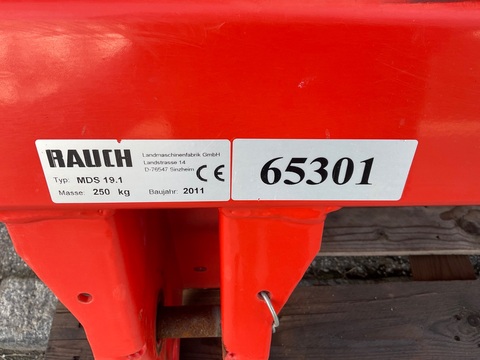 RAUCH
Landmaschinenfabrik GmbH
Landstrasse 14
D-76547 Sinzheim
CE
Typ: MDS 19.1
Masse: 250 kg Baujahr: 2011
65301